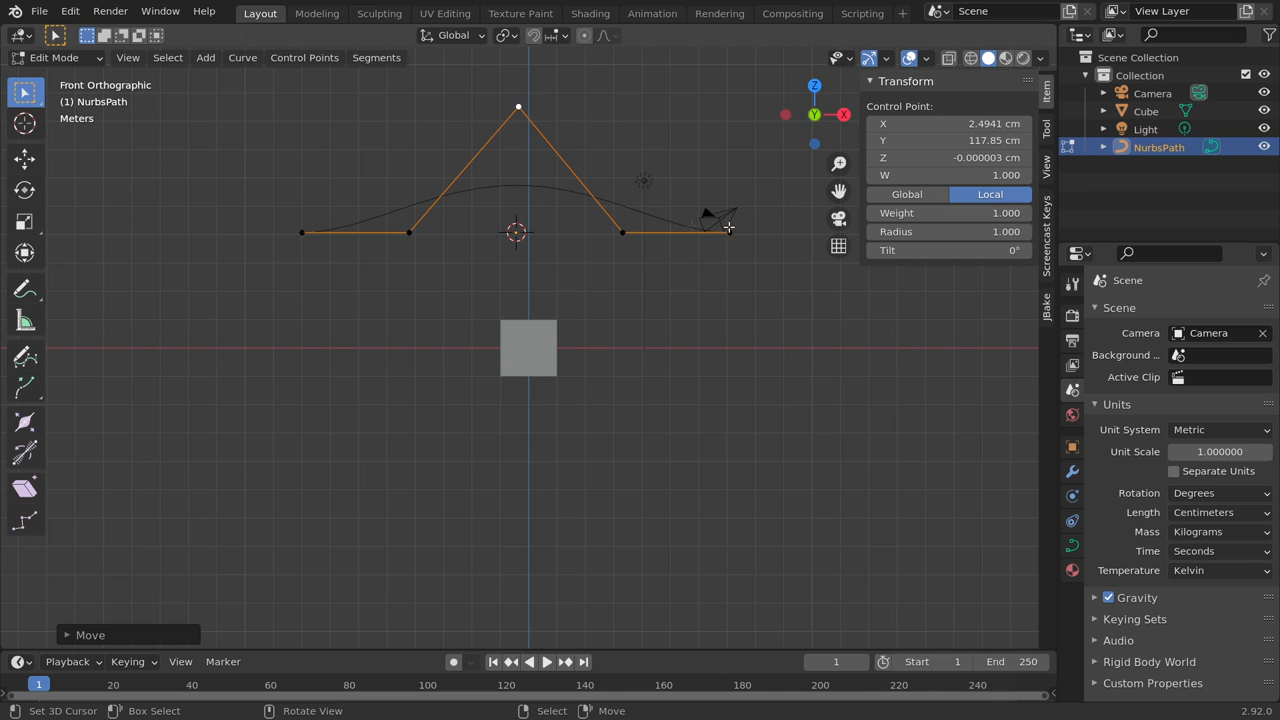 File Edit Render Window Help Layout Modeling Sculpting UV Editing Texture Paint Shading Animation Rendering Compositing Scripting Scene View Layer
Global
Edit Mode View Select Add Curve Control Points Segments
Front Orthographic
(1) NurbsPath
Meters
Z
Y
X
Transform
Control Point:
X 2.4941 cm
Y 117.85 cm
Z -0.000003 cm
W 1.000
Global Local
Weight 1.000
Radius 1.000
Tilt 0°
Item
Tool
View
Screencast Keys
JBake
Scene Collection
Collection
Camera
Cube
Light
NurbsPath
Scene
Scene
Camera Camera
Background ...
Active Clip
Units
Unit System Metric
Unit Scale 1.000000
Separate Units
Rotation Degrees
Length Centimeters
Mass Kilograms
Time Seconds
Temperature Kelvin
Gravity
Keying Sets
Audio
Rigid Body World
Custom Properties
Move
Playback Keying View Marker 1 Start 1 End 250
1 20 40 60 80 100 120 140 160 180 200 220 240
Set 3D Cursor Box Select Rotate View Select Move 2.92.0